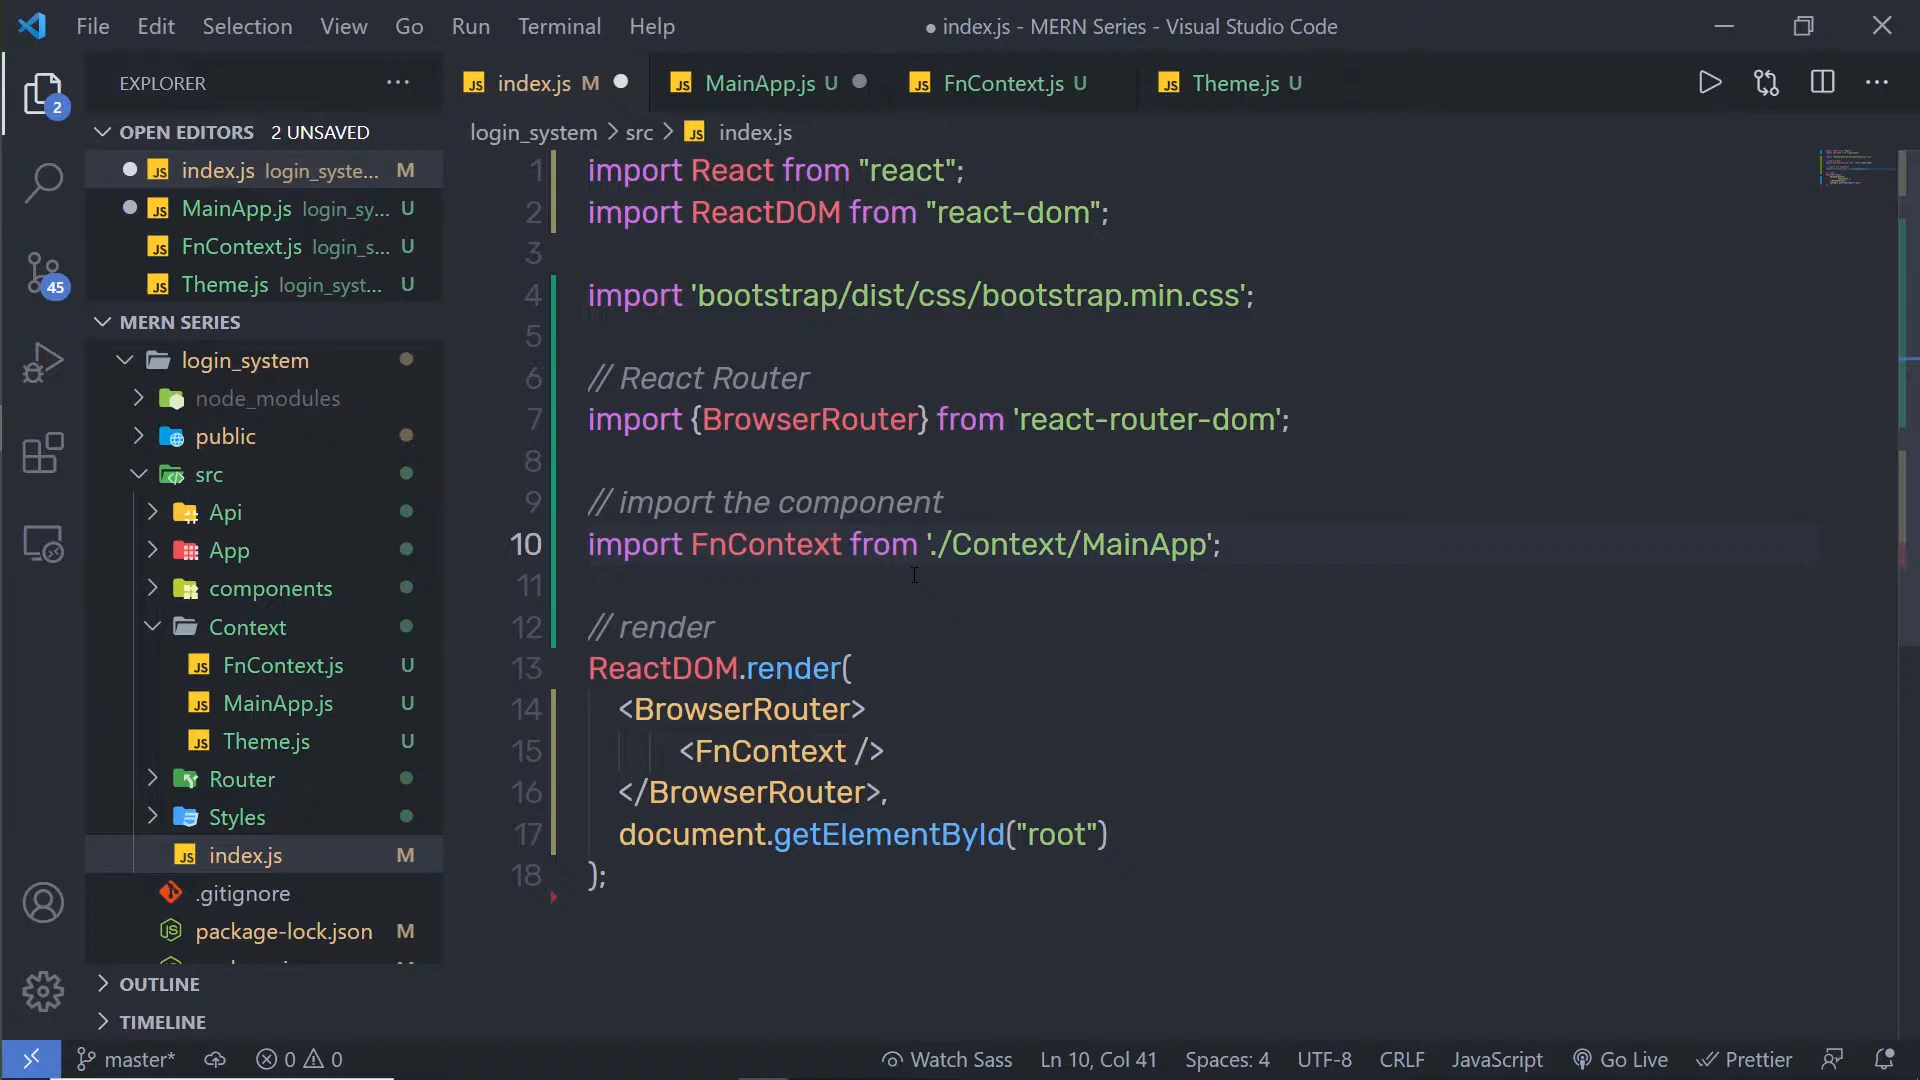 File Edit Selection View Go Run Terminal Help
● index.js - MERN Series - Visual Studio Code
EXPLORER
index.js M
MainApp.js U
FnContext.js U
Theme.js U
2
OPEN EDITORS 2 UNSAVED
login_system > src > index.js
index.js login_syste... M
MainApp.js login_sy... U
FnContext.js login_s... U
Theme.js login_syst... U
45
MERN SERIES
login_system
node_modules
public
src
Api
App
components
Context
FnContext.js U
MainApp.js U
Theme.js U
Router
Styles
index.js M
.gitignore
package-lock.json M
OUTLINE
TIMELINE
1 import React from "react";
2 import ReactDOM from "react-dom";
3
4 import 'bootstrap/dist/css/bootstrap.min.css';
5
6 // React Router
7 import {BrowserRouter} from 'react-router-dom';
8
9 // import the component
10 import FnContext from './Context/MainApp';
11
12 // render
13 ReactDOM.render(
14 <BrowserRouter>
15 <FnContext />
16 </BrowserRouter>,
17 document.getElementById("root")
18 );
master* 0 0 Watch Sass Ln 10, Col 41 Spaces: 4 UTF-8 CRLF JavaScript Go Live Prettier